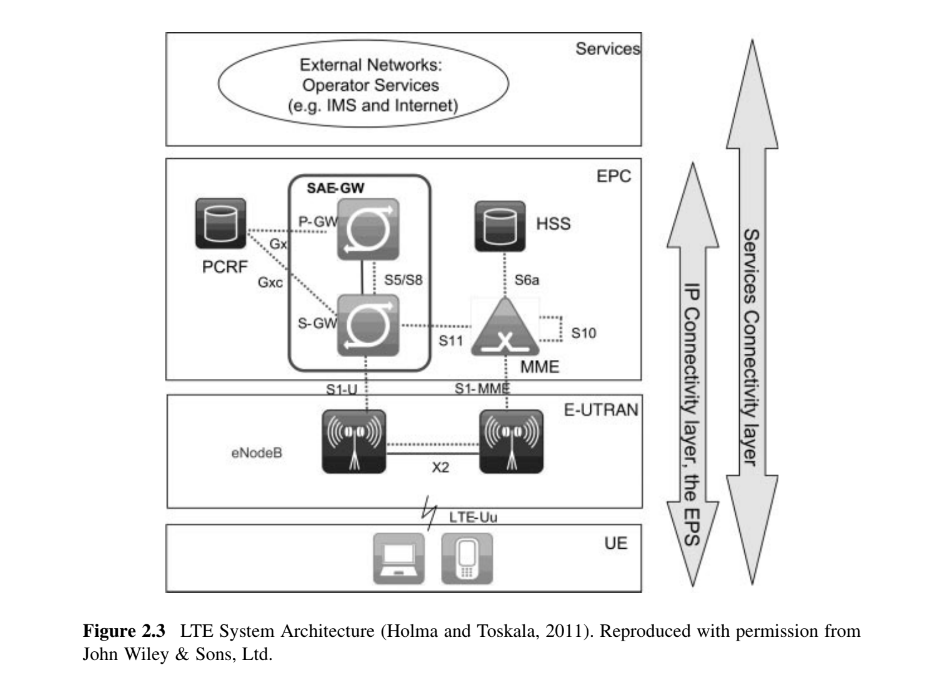 Services
External Networks:
Operator Services
(e.g. IMS and Internet)
EPC
SAE-GW
P-GW
HSS
Gx
PCRF
Gxc
S5/S8
S6a
S-GW
S11
S10
MME
S1-U
S1-MME
E-UTRAN
eNodeB
X2
LTE-Uu
UE
IP Connectivity layer, the EPS
Services Connectivity layer
Figure 2.3 LTE System Architecture (Holma and Toskala, 2011). Reproduced with permission from
John Wiley & Sons, Ltd.